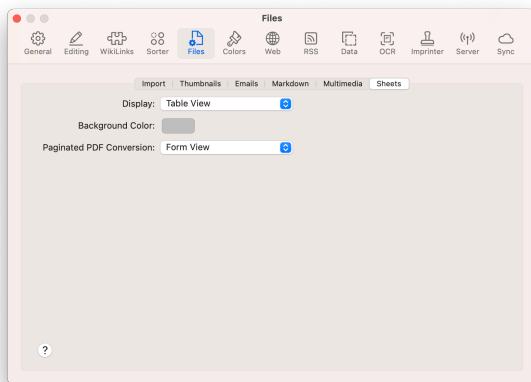 Files
General Editing WikiLinks Sorter Files Colors Web RSS Data OCR Imprinter Server Sync
Import Thumbnails Emails Markdown Multimedia Sheets
Display: Table View
Background Color:
Paginated PDF Conversion: Form View
?